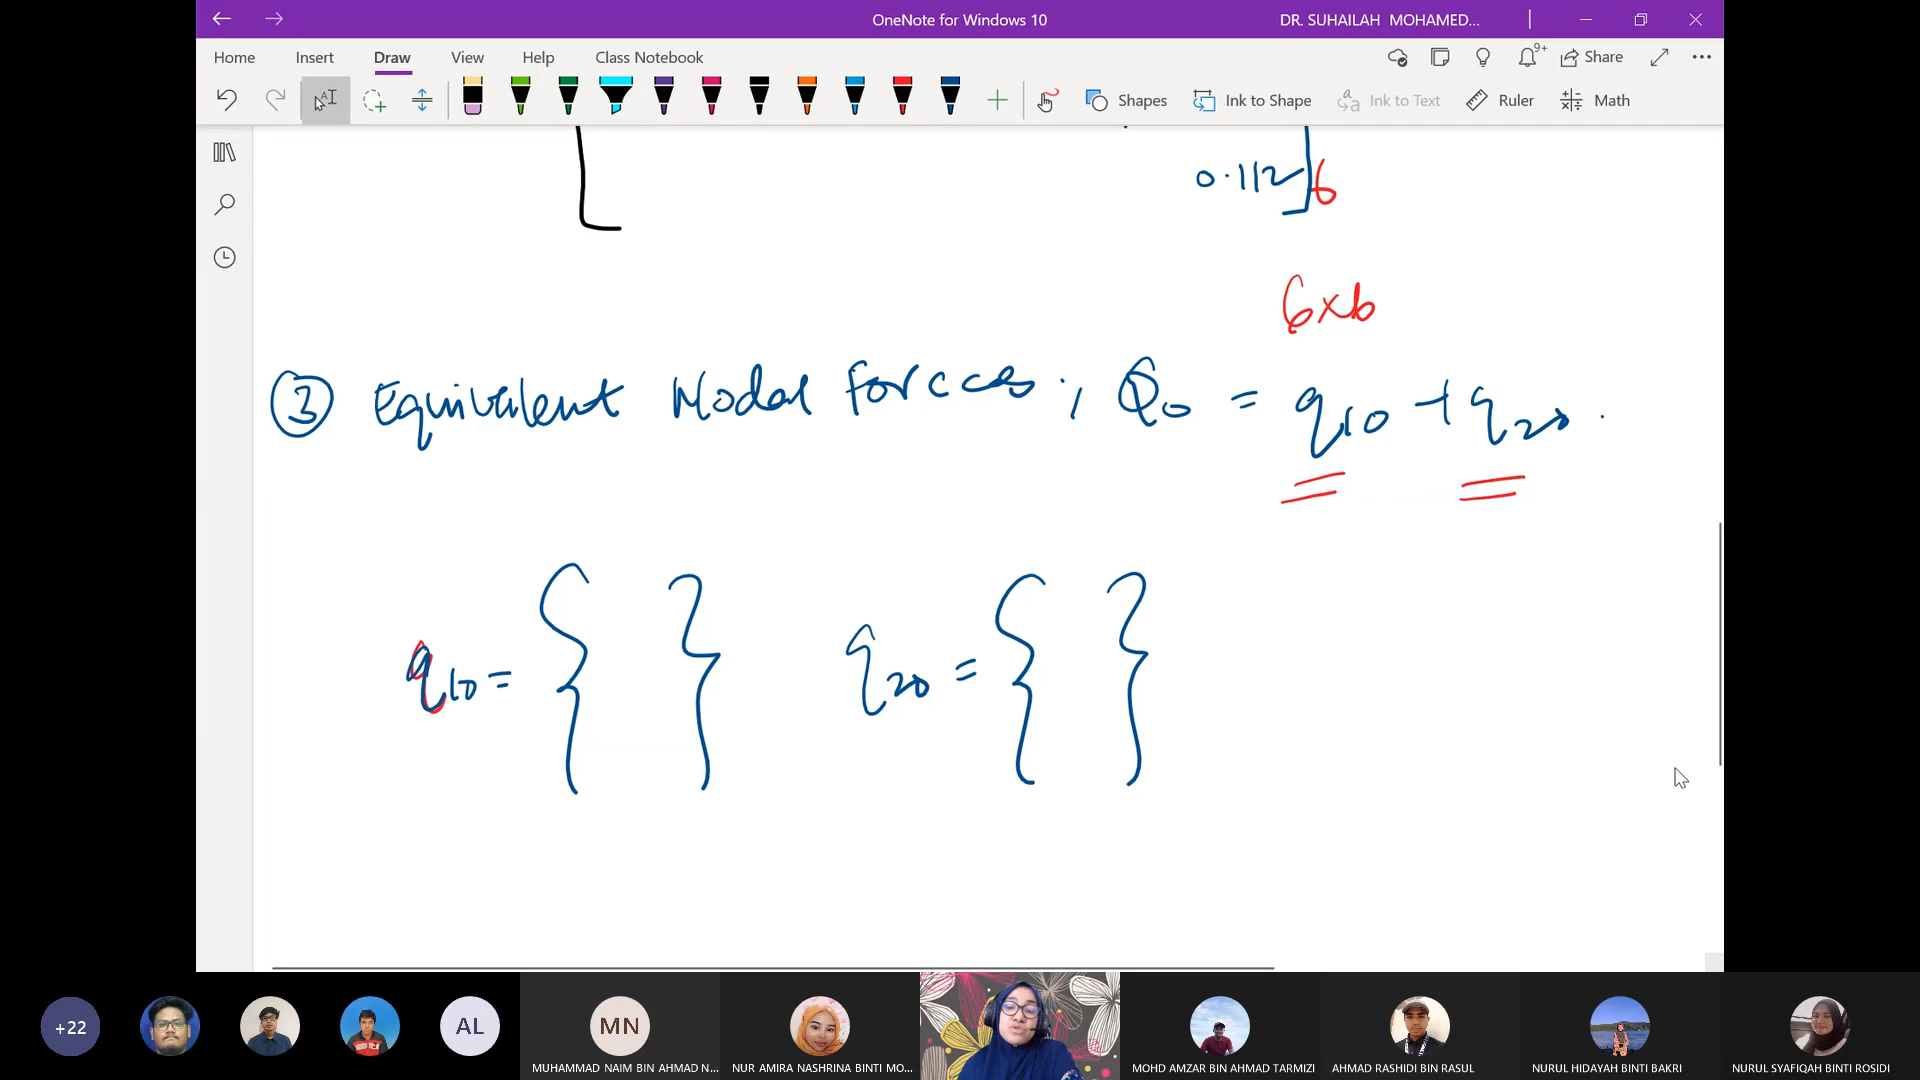 OneNote for Windows 10
DR. SUHAILAH MOHAMED...
Home Insert Draw View Help Class Notebook
9+ Share
Shapes Ink to Shape Ink to Text Ruler Math
0.112 6
6x6
③ Equivalent Nodal forces ; Q₀ = q₁₀ + q₂₀ .
q₁₀ = { } q₂₀ = { }
+22 AL MN
MUHAMMAD NAIM BIN AHMAD N... NUR AMIRA NASHRINA BINTI MO... MOHD AMZAR BIN AHMAD TARMIZI AHMAD RASHIDI BIN RASUL NURUL HIDAYAH BINTI BAKRI NURUL SYAFIQAH BINTI ROSIDI